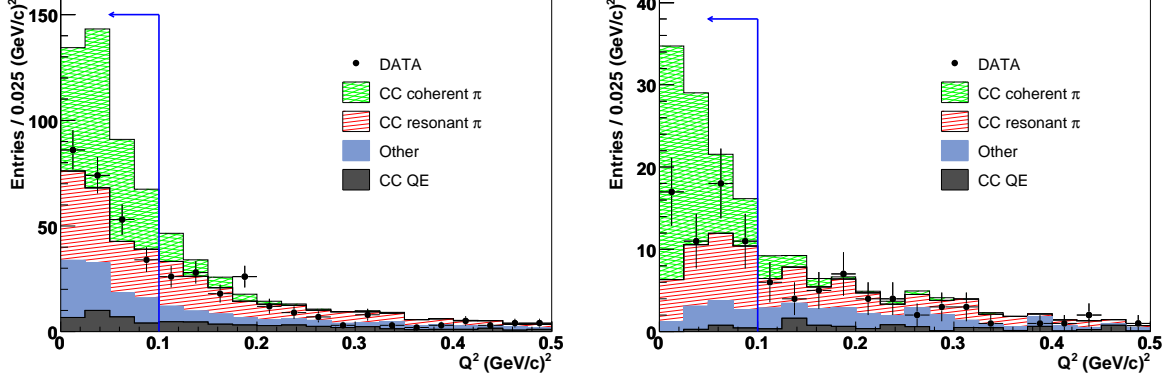 Entries / 0.025 (GeV/c)²
150
100
50
0
DATA
CC coherent π
CC resonant π
Other
CC QE
0 0.1 0.2 0.3 0.4 0.5
Q² (GeV/c)²
Entries / 0.025 (GeV/c)²
40
30
20
10
0
DATA
CC coherent π
CC resonant π
Other
CC QE
0 0.1 0.2 0.3 0.4 0.5
Q² (GeV/c)²